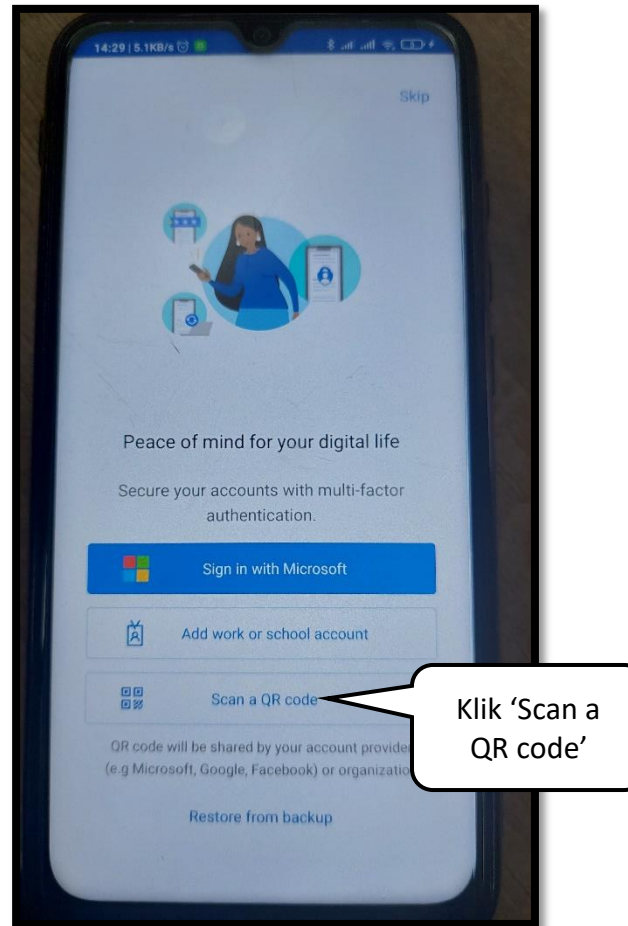 14:29 | 5.1KB/s
Skip
Peace of mind for your digital life
Secure your accounts with multi-factor
authentication.
Sign in with Microsoft
Add work or school account
Scan a QR code
Klik ‘Scan a
QR code’
QR code will be shared by your account provide
(e.g Microsoft, Google, Facebook) or organizatio
Restore from backup